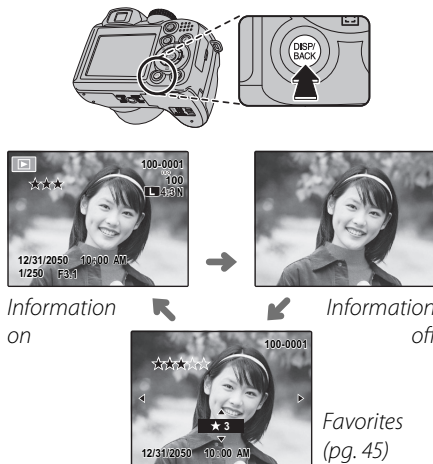 DISP/
BACK
100-0001
100
4:3 N
12/31/2050 10:00 AM
1/250 F3.1
Information
on
Information
off
100-0001
3
12/31/2050 10:00 AM
Favorites
(pg. 45)